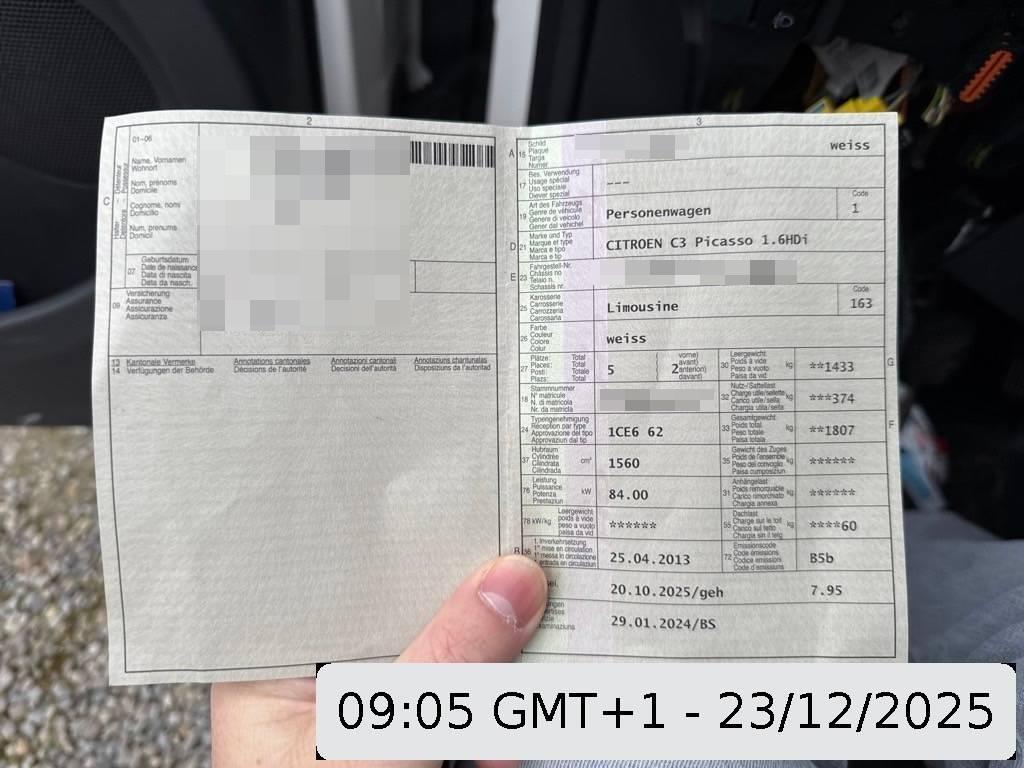 2
01-06
C
Halter
Détenteur
Detentore
Possessur
Name, Vornamen
Wohnort
Nom, prénoms
Domicile
Cognome, nomi
Domicilio
Num, prenums
Domicil
07 Geburtsdatum
Date de naissance
Data di nascita
Data da nasch.
09 Versicherung
Assurance
Assicurazione
Assicuranza
13 Kantonale Vermerke Annotations cantonales Annotazioni cantonali Annotaziuns chantunalas
14 Verfügungen der Behörde Décisions de l'autorité Decisioni dell'autorità Disposiziuns da l'autoritad
3
A 15 Schild
Plaque
Targa
Numer
weiss
17 Bes. Verwendung
Usage spécial
Uso speciale
Diever spezial
---
19 Art des Fahrzeugs
Genre de véhicule
Genere di veicolo
Gener dal vehichel
Personenwagen
Code
1
D 21 Marke und Typ
Marque et type
Marca e tipo
Marca e tip
CITROEN C3 Picasso 1.6HDi
E 23 Fahrgestell-Nr.
Châssis no
Telaio n.
Schassis nr.
25 Karosserie
Carrosserie
Carrozzeria
Carossaria
Limousine
Code
163
26 Farbe
Couleur
Colore
Colur
weiss
27 Plätze: Total
Places: Total
Posti: Totale
Plazs: Total
5
( vorne)
2 avant)
anterioni)
davant)
30 Leergewicht
Poids à vide
Peso a vuoto
Paisa da vid
kg
**1433
G
18 Stammnummer
N° matricule
N. di matricola
Nr. da matricla
32 Nutz-/Sattellast
Charge utile/sellette
Carico utile/sella
Chargia utila/sella
kg
***374
24 Typengenehmigung
Réception par type
Approvazione del tipo
Approvaziun dal tip
1CE6 62
33 Gesamtgewicht
Poids total
Peso totale
Paisa totala
kg
**1807
F
37 Hubraum
Cylindrée
Cilindrata
Cilindrada
cm³
1560
35 Gewicht des Zuges
Poids de l'ensemble
Peso del convoglio
Paisa cumposiziun
kg
******
76 Leistung
Puissance
Potenza
Prestaziun
kW
84.00
31 Anhängelast
Poids remorquable
Carico rimorchiato
Chargia annexa
kg
******
78 kW/kg
Leergewicht
poids à vide
peso a vuoto
paisa da vid
******
55 Dachlast
Charge sur le toit
Carico sul tetto
Chargia sin il tetg
kg
****60
B 36 1. Inverkehrsetzung
1re mise en circulation
1a messa in circolazione
entrada en circulaziun
25.04.2013
72 Emissionscode
Code émissions
Codice emissioni
Code d'emissiuns
B5b
20.10.2025/geh
7.95
29.01.2024/BS
09:05 GMT+1 - 23/12/2025